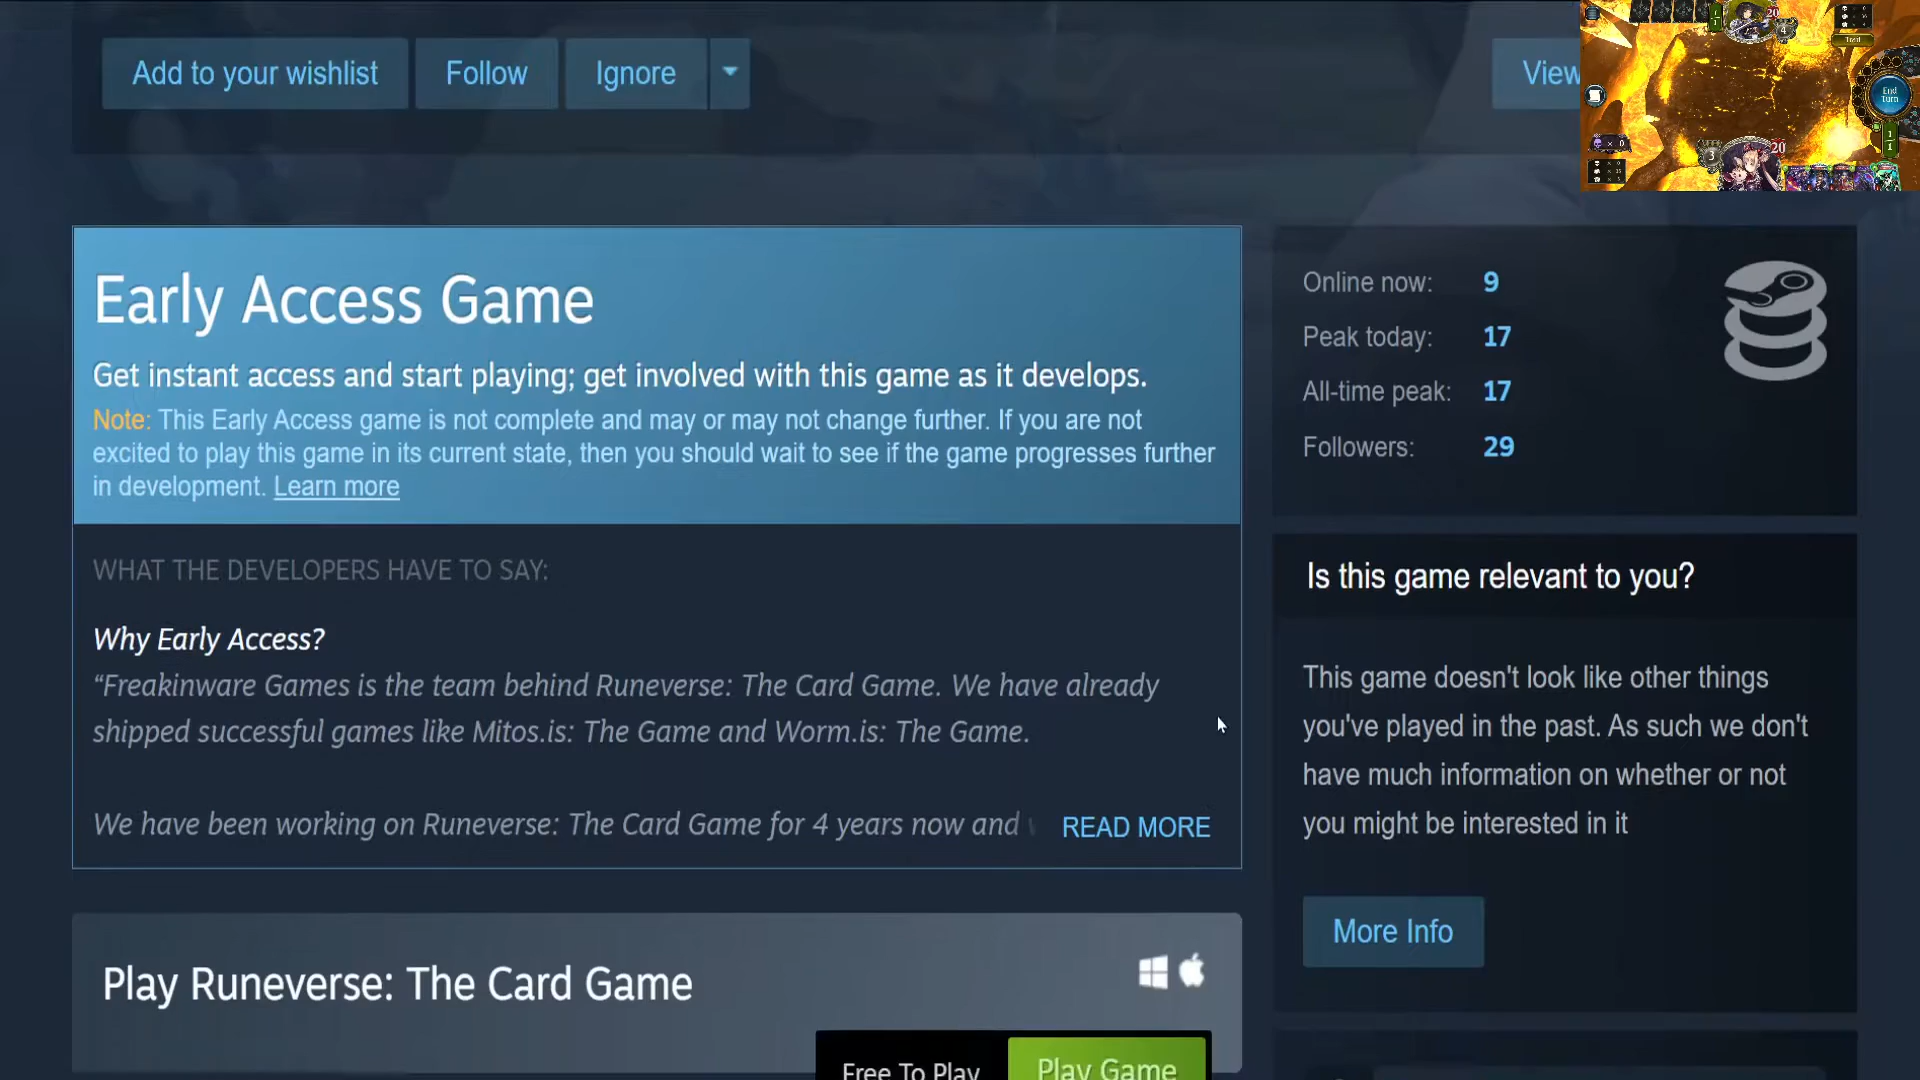 Add to your wishlist
Follow
Ignore
View
20
4
Trait
End
Turn
x 0
3
20
1
Early Access Game
Get instant access and start playing; get involved with this game as it develops.
Note: This Early Access game is not complete and may or may not change further. If you are not
excited to play this game in its current state, then you should wait to see if the game progresses further
in development. Learn more
WHAT THE DEVELOPERS HAVE TO SAY:
Why Early Access?
“Freakinware Games is the team behind Runeverse: The Card Game. We have already
shipped successful games like Mitos.is: The Game and Worm.is: The Game.
We have been working on Runeverse: The Card Game for 4 years now and
READ MORE
Play Runeverse: The Card Game
Free To Play
Play Game
Online now: 9
Peak today: 17
All-time peak: 17
Followers: 29
Is this game relevant to you?
This game doesn't look like other things
you've played in the past. As such we don't
have much information on whether or not
you might be interested in it
More Info